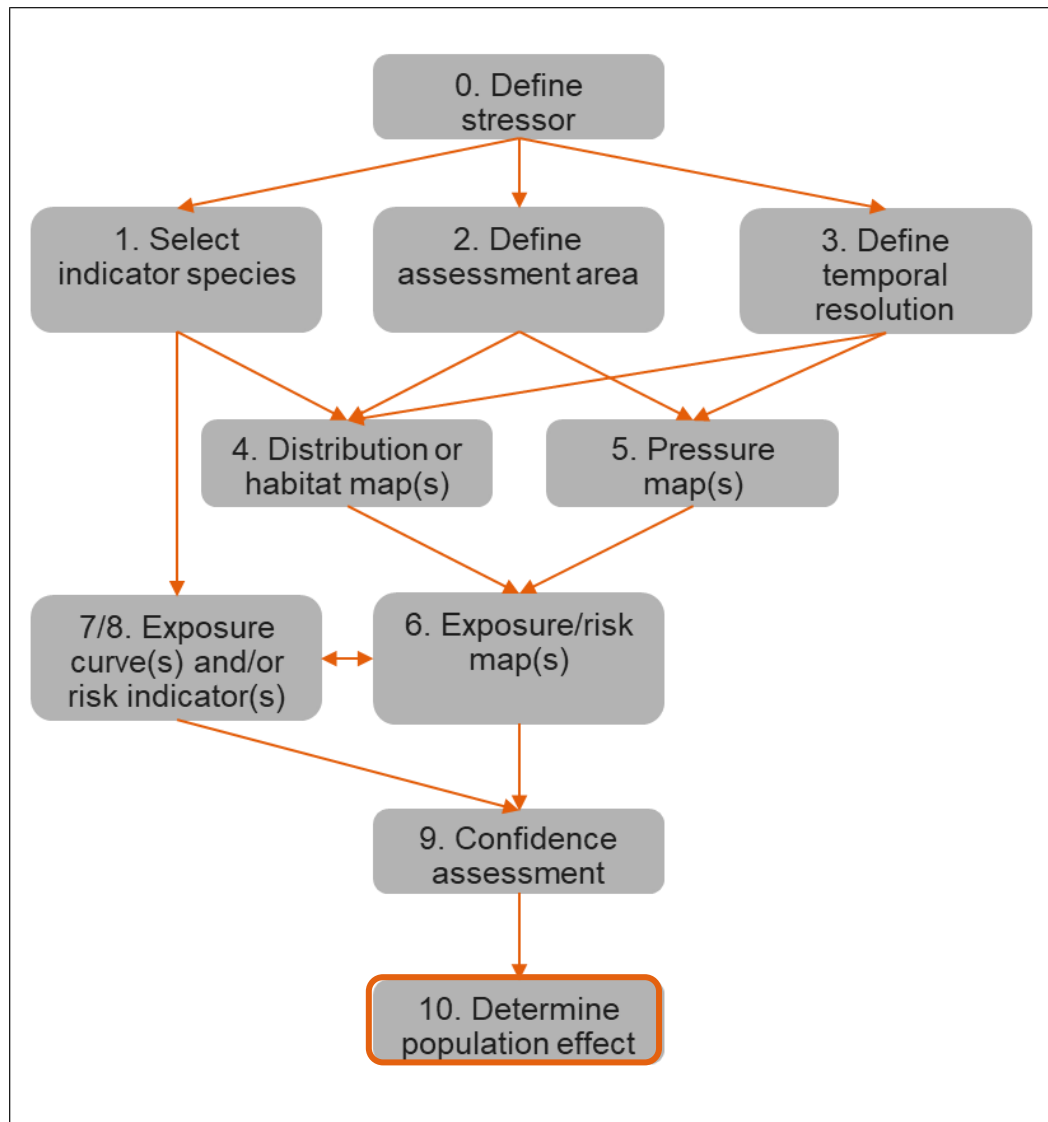 0. Define
stressor
1. Select
indicator species
2. Define
assessment area
3. Define
temporal
resolution
4. Distribution or
habitat map(s)
5. Pressure
map(s)
7/8. Exposure
curve(s) and/or
risk indicator(s)
6. Exposure/risk
map(s)
9. Confidence
assessment
10. Determine
population effect